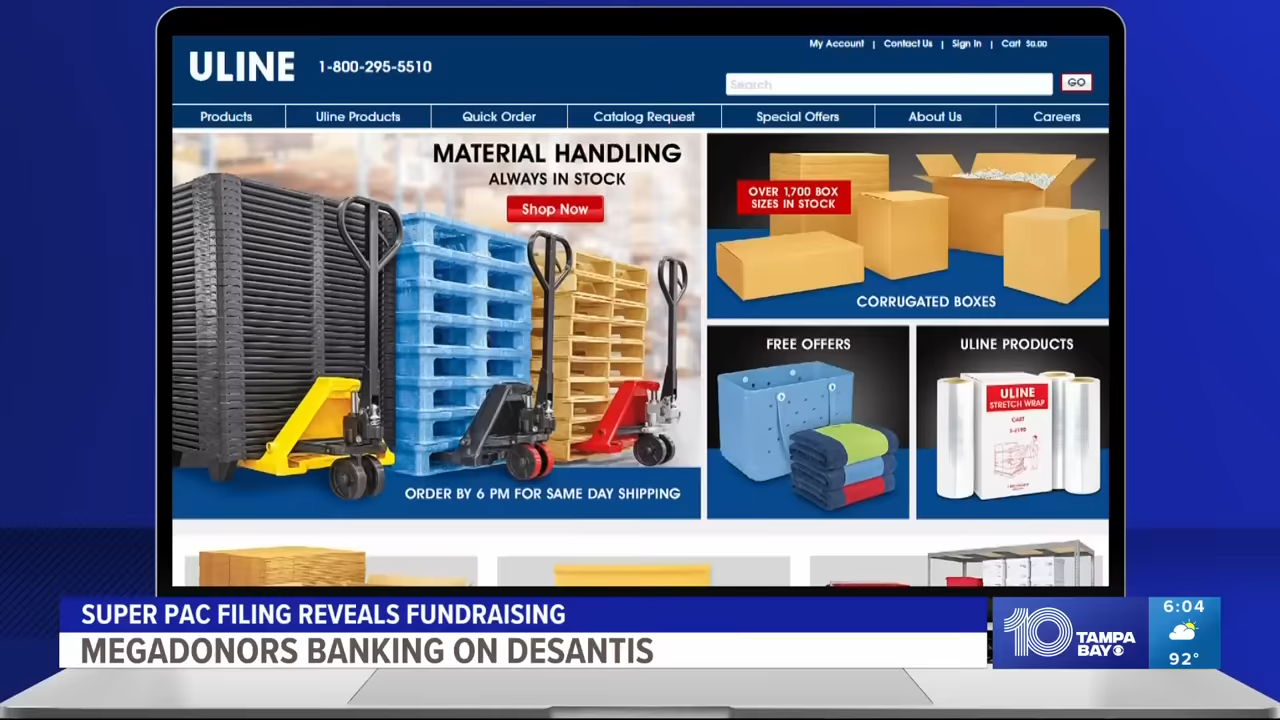 ULINE
1-800-295-5510
My Account | Contact Us | Sign In | Cart $0.00
Search
GO
Products
Uline Products
Quick Order
Catalog Request
Special Offers
About Us
Careers
MATERIAL HANDLING
ALWAYS IN STOCK
Shop Now
ORDER BY 6 PM FOR SAME DAY SHIPPING
OVER 1,700 BOX
SIZES IN STOCK
CORRUGATED BOXES
FREE OFFERS
ULINE PRODUCTS
ULINE
STRETCH WRAP
SUPER PAC FILING REVEALS FUNDRAISING
MEGADONORS BANKING ON DESANTIS
10 TAMPA
BAY
6:04
92°